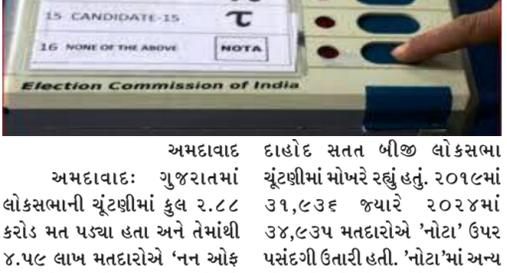 15 CANDIDATE-15 τ
16 NONE OF THE ABOVE NOTA
Election Commission of India
અમદાવાદ
અમદાવાદઃ ગુજરાતમાં
લોકસભાની ચૂંટણીમાં કુલ ૨.૮૮
કરોડ મત પડ્યા હતા અને તેમાંથી
૪.૫૯ લાખ મતદારોએ ‘નન ઓફ
દાહોદ સતત બીજી લોકસભા
ચૂંટણીમાં મોખરે રહ્યું હતું. ૨૦૧૯માં
૩૧,૯૩૬ જ્યારે ૨૦૨૪માં
૩૪,૯૩૫ મતદારોએ 'નોટા' ઉપર
પસંદગી ઉતારી હતી. 'નોટા'માં અન્ય